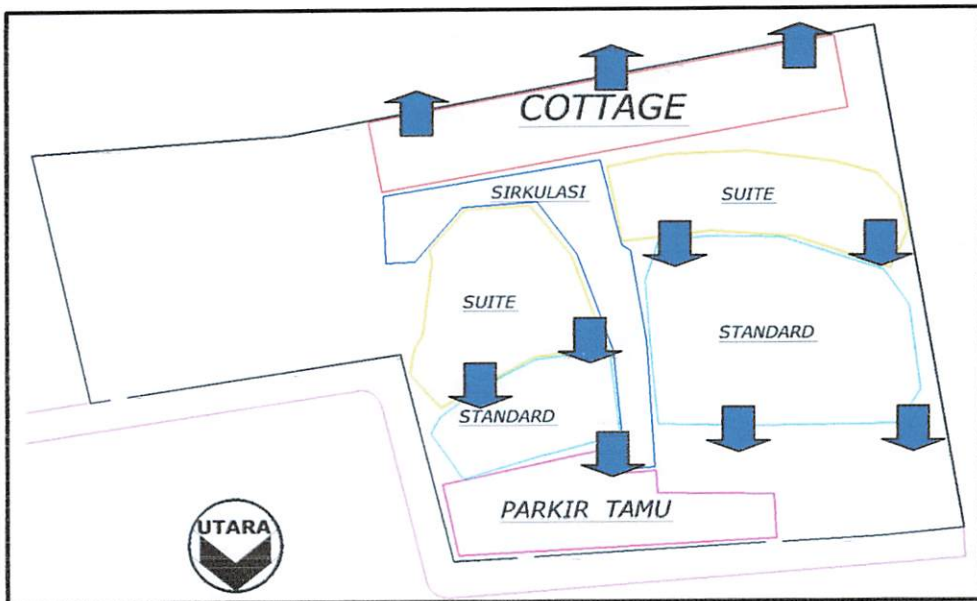 COTTAGE
SIRKULASI
SUITE
SUITE
STANDARD
STANDARD
PARKIR TAMU
UTARA